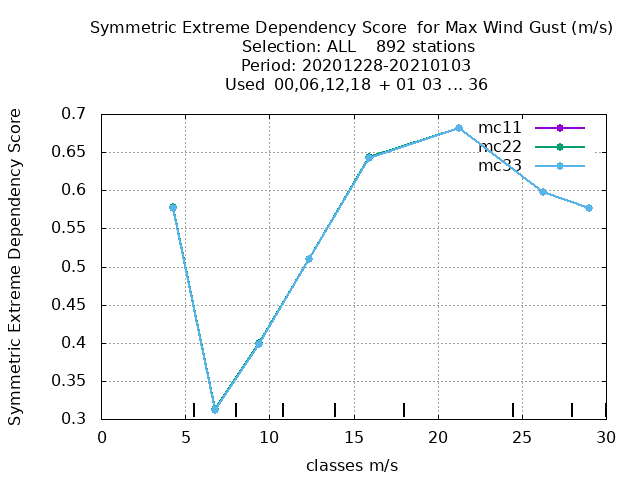 Symmetric Extreme Dependency Score  for Max Wind Gust (m/s)
Selection: ALL    892 stations
Period: 20201228-20210103
Used  00,06,12,18  + 01 03 ... 36
Symmetric Extreme Dependency Score
0.7
0.65
0.6
0.55
0.5
0.45
0.4
0.35
0.3
mc11
mc22
mc33
0 5 10 15 20 25 30
classes m/s